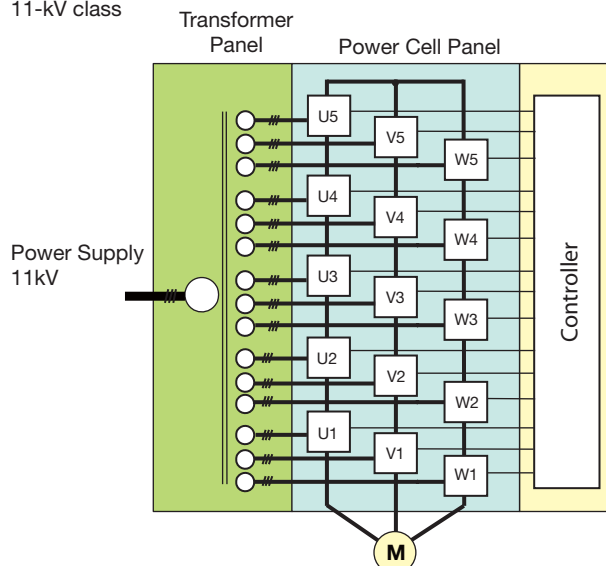 11-kV class
Transformer
Panel
Power Cell Panel
U5
V5
W5
U4
V4
W4
Power Supply
11kV
U3
V3
W3
Controller
U2
V2
W2
U1
V1
W1
M